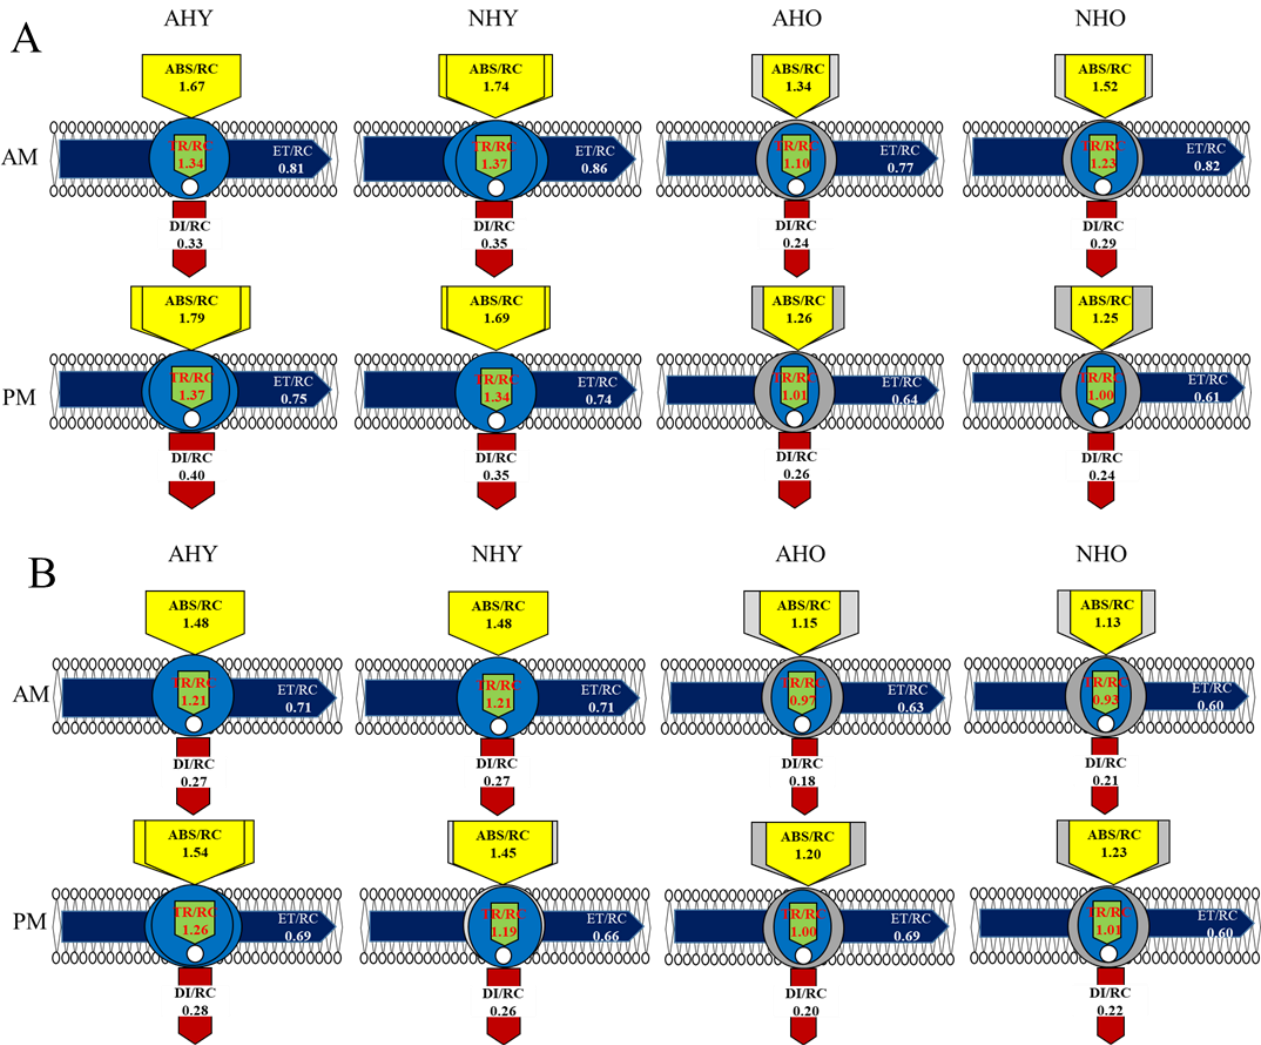 AHY NHY AHO NHO
A
ABS/RC ABS/RC ABS/RC ABS/RC
1.67 1.74 1.34 1.52
AM
TR/RC TR/RC TR/RC TR/RC
1.34 1.37 1.10 1.23
ET/RC ET/RC ET/RC ET/RC
0.81 0.86 0.77 0.82
DI/RC DI/RC DI/RC DI/RC
0.33 0.35 0.24 0.29
ABS/RC ABS/RC ABS/RC ABS/RC
1.79 1.69 1.26 1.25
PM
TR/RC TR/RC TR/RC TR/RC
1.37 1.34 1.01 1.00
ET/RC ET/RC ET/RC ET/RC
0.75 0.74 0.64 0.61
DI/RC DI/RC DI/RC DI/RC
0.40 0.35 0.26 0.24
AHY NHY AHO NHO
B
ABS/RC ABS/RC ABS/RC ABS/RC
1.48 1.48 1.15 1.13
AM
TR/RC TR/RC TR/RC TR/RC
1.21 1.21 0.97 0.93
ET/RC ET/RC ET/RC ET/RC
0.71 0.71 0.63 0.60
DI/RC DI/RC DI/RC DI/RC
0.27 0.27 0.18 0.21
ABS/RC ABS/RC ABS/RC ABS/RC
1.54 1.45 1.20 1.23
PM
TR/RC TR/RC TR/RC TR/RC
1.26 1.19 1.00 1.01
ET/RC ET/RC ET/RC ET/RC
0.69 0.66 0.69 0.60
DI/RC DI/RC DI/RC DI/RC
0.28 0.26 0.20 0.22